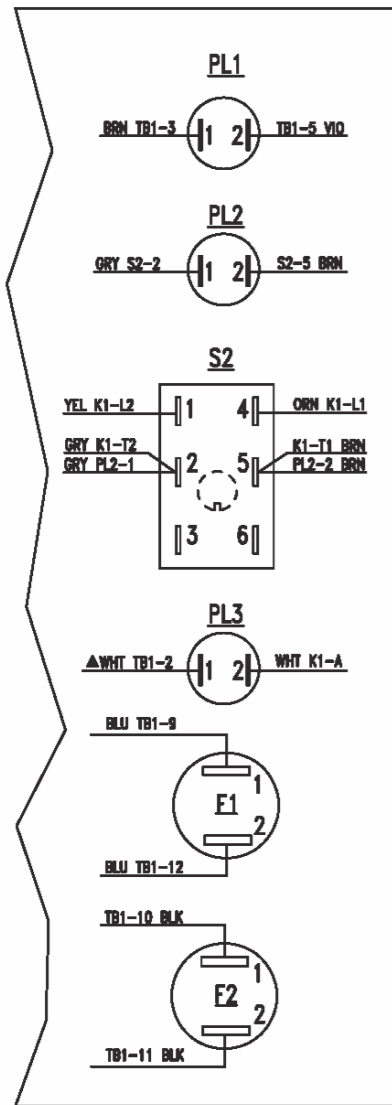 PL1
BRN TB1-3 1 2 TB1-5 VIO
PL2
GRY S2-2 1 2 S2-5 BRN
S2
YEL K1-L2 1 4 ORN K1-L1
GRY K1-T2 K1-T1 BRN
2 5
GRY PL2-1 PL2-2 BRN
3 6
PL3
▲WHT TB1-2 1 2 WHT K1-A
BLU TB1-9
1
F1
2
BLU TB1-12
TB1-10 BLK
1
F2
2
TB1-11 BLK